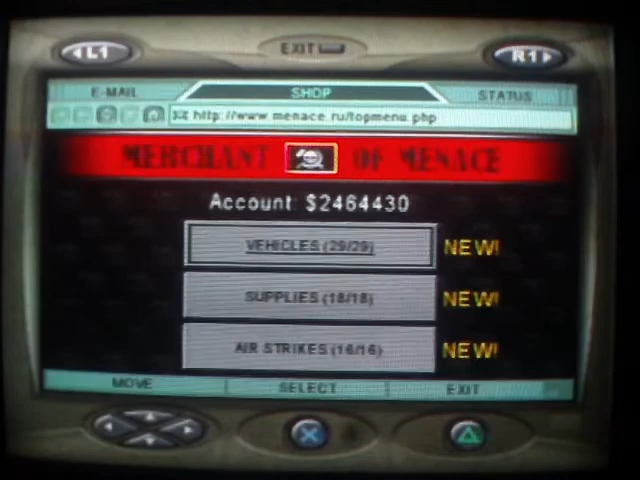 L1 EXIT R1
E-MAIL SHOP STATUS
http://www.menace.ru/topmenu.php
MERCHANT OF MENACE
Account: $2464430
VEHICLES (29/29) NEW!
SUPPLIES (18/18) NEW!
AIR STRIKES (16/16) NEW!
MOVE SELECT EXIT